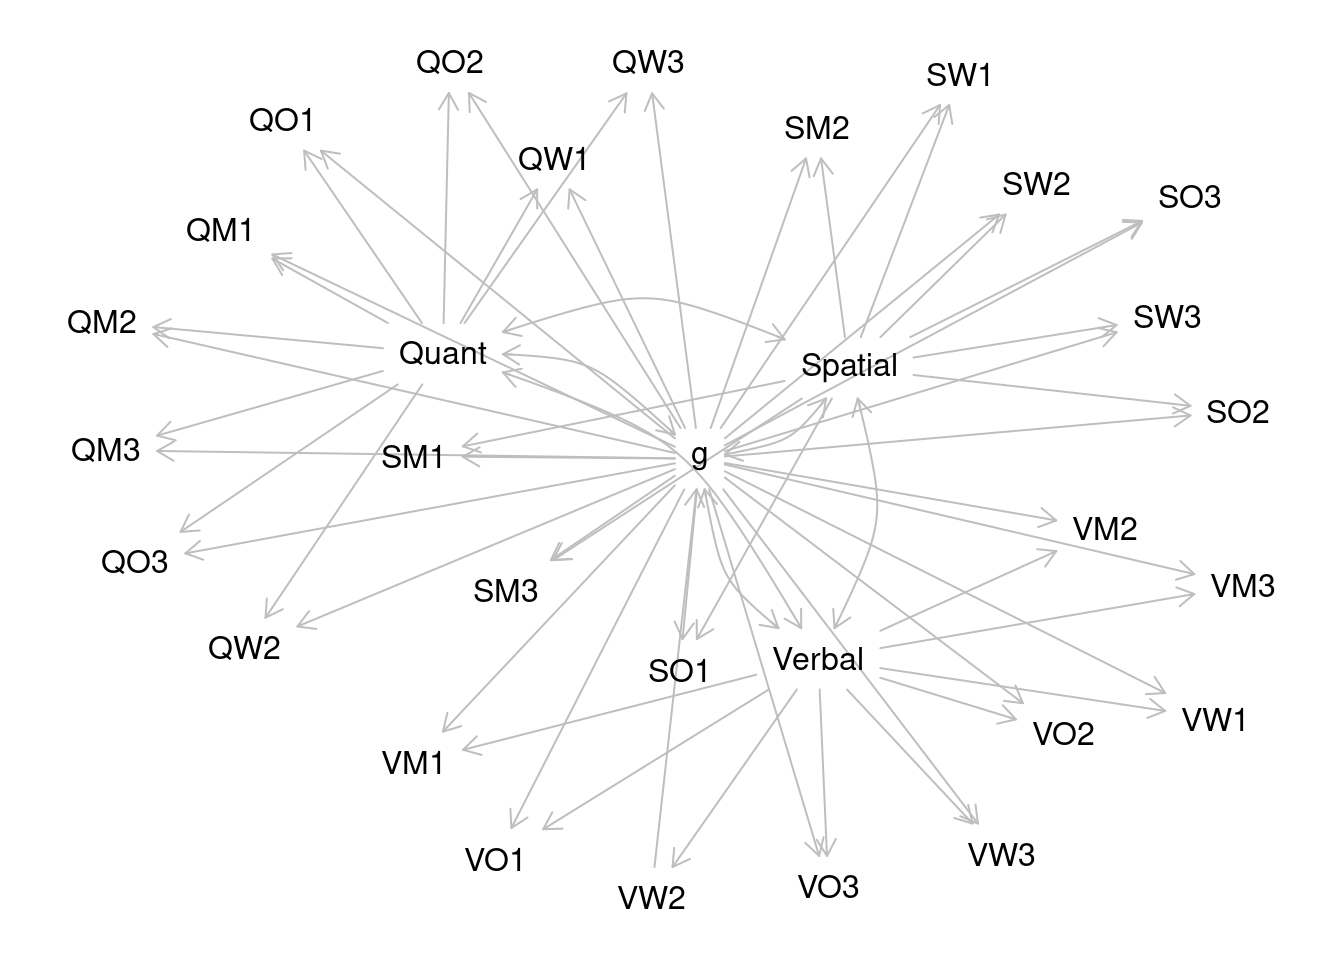 QO2
QW3
SW1
QO1
SM2
QW1
SW2
SO3
QM1
QM2
SW3
Quant
Spatial
SO2
QM3
SM1
g
VM2
QO3
SM3
VM3
QW2
SO1
Verbal
VW1
VO2
VM1
VO1
VW3
VW2
VO3